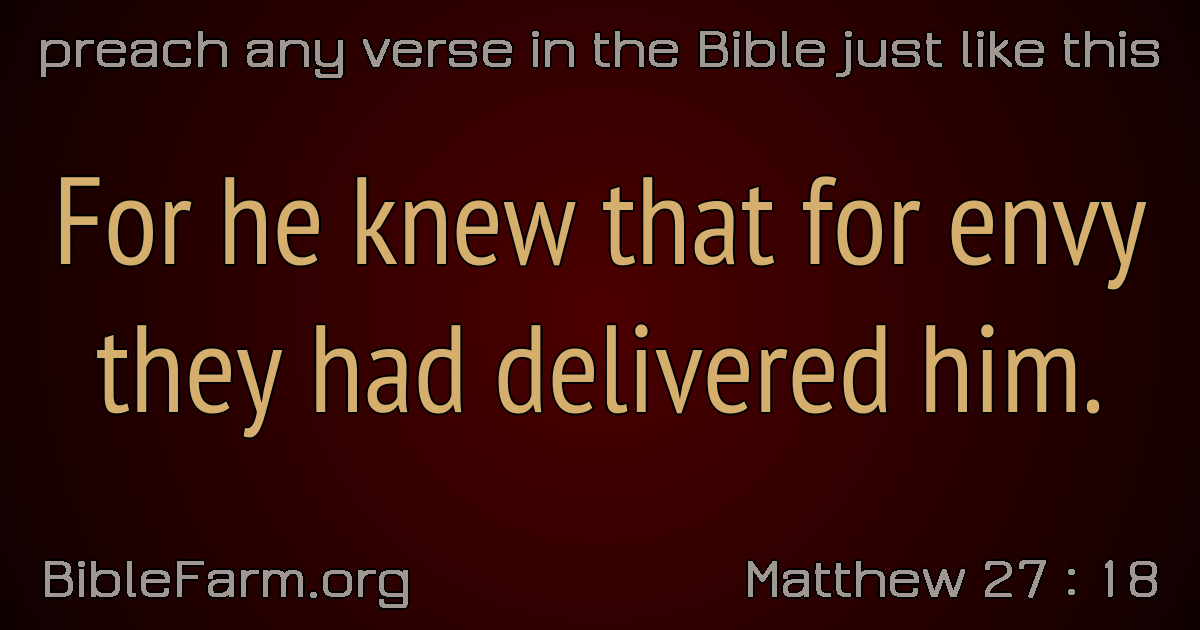 preach any verse in the Bible just like this
For he knew that for envy
they had delivered him.
BibleFarm.org
Matthew 27 : 18